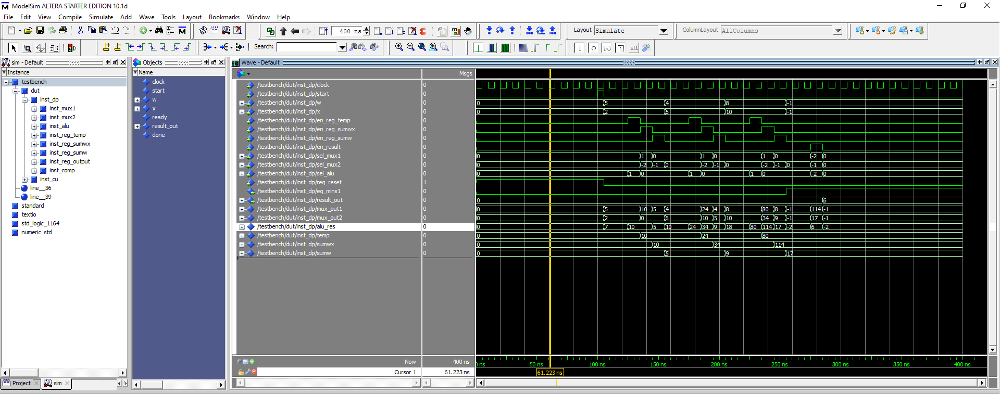 ModelSim ALTERA STARTER EDITION 10.1d
File Edit View Compile Simulate Add Wave Tools Layout Bookmarks Window Help
400 ns
Layout Simulate
ColumnLayout AllColumns
Search:
sim - Default
Instance
testbench
dut
inst_dp
inst_mux1
inst_mux2
inst_alu
inst_reg_temp
inst_reg_sumwx
inst_reg_sumw
inst_reg_output
inst_comp
inst_cu
line__36
line__39
standard
textio
std_logic_1164
numeric_std
Project sim
Objects
Name
clock
start
w
x
ready
result_out
done
Wave - Default
Msgs
/testbench/dut/inst_dp/clock 0
/testbench/dut/inst_dp/start 0
/testbench/dut/inst_dp/w 0 0 5 4 8 -1
/testbench/dut/inst_dp/x 0 0 2 6 10 -1
/testbench/dut/inst_dp/en_reg_temp 0
/testbench/dut/inst_dp/en_reg_sumwx 0
/testbench/dut/inst_dp/en_reg_sumw 0
/testbench/dut/inst_dp/en_result 0
/testbench/dut/inst_dp/sel_mux1 0 0 1 0 1 0 1 0 -2 0
/testbench/dut/inst_dp/sel_mux2 0 0 -2 -1 0 -2 -1 0 -2 -1 0 -1 0
/testbench/dut/inst_dp/sel_alu 0 0 1 0 1 0 1 0 -2 0
/testbench/dut/inst_dp/reg_reset 1
/testbench/dut/inst_dp/eq_mins1 0
/testbench/dut/inst_dp/result_out 0 0 6
/testbench/dut/inst_dp/mux_out1 0 0 5 10 5 4 24 4 8 80 8 -1 114 -1
/testbench/dut/inst_dp/mux_out2 0 0 2 0 6 10 5 10 34 9 -1 17 -1
/testbench/dut/inst_dp/alu_res 0 0 7 10 5 10 24 34 9 18 80 114 17 -2 6 -2
/testbench/dut/inst_dp/temp 0 0 10 24 80
/testbench/dut/inst_dp/sumwx 0 0 10 34 114
/testbench/dut/inst_dp/sumw 0 0 5 9 17
Now 400 ns
ns 50 ns 100 ns 150 ns 200 ns 250 ns 300 ns 350 ns 400 ns
Cursor 1 61.223 ns
61.223 ns